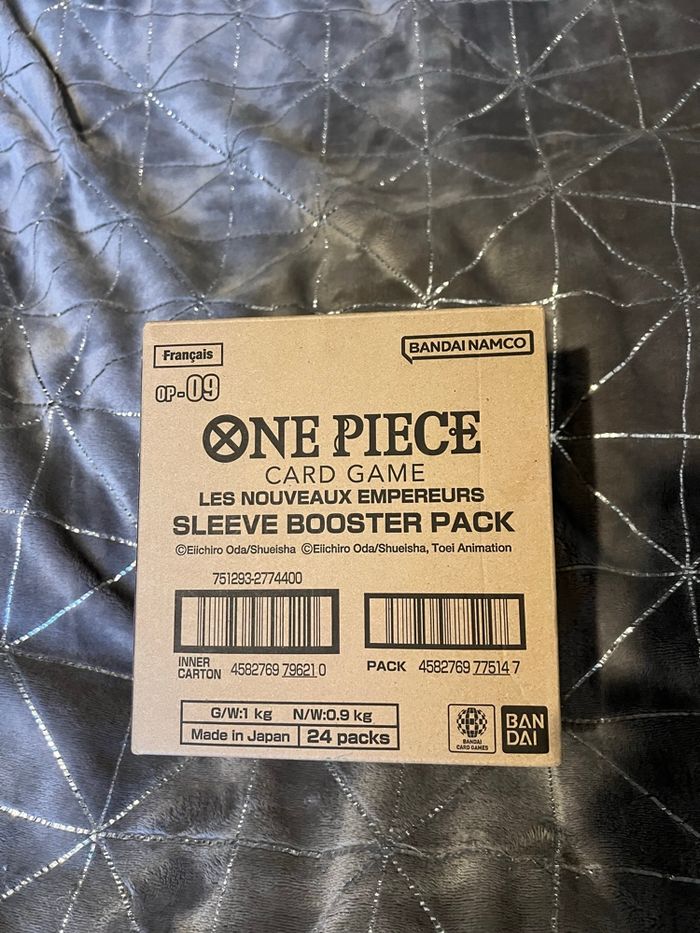 Français
BANDAI NAMCO
OP-09
ONE PIECE
CARD GAME
LES NOUVEAUX EMPEREURS
SLEEVE BOOSTER PACK
©Eiichiro Oda/Shueisha ©Eiichiro Oda/Shueisha, Toei Animation
751293-2774400
INNER CARTON 4582769 79621 0
PACK 4582769 77514 7
G/W:1 kg N/W:0.9 kg
Made in Japan 24 packs
BANDAI
CARD GAMES
BAN
DAI